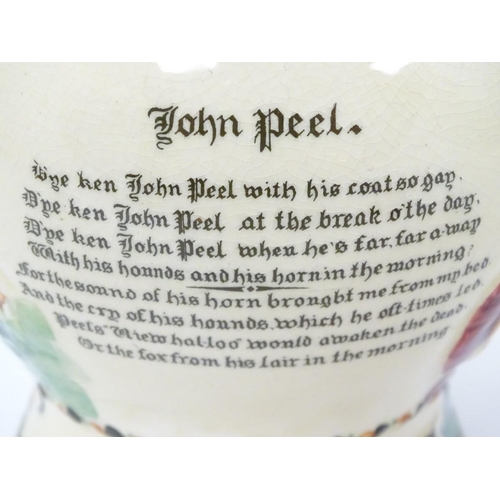 John Peel.
D'ye ken John Peel with his coat so gay.
D'ye ken John Peel at the break o'the day,
D'ye ken John Peel when he's far, far a-way
With his hounds and his horn in the morning?
For the sound of his horn brought me from my bed
And the cry of his hounds, which he oft-times led,
Peels' View hal-loo' would awaken the dead,
Or the fox from his lair in the morning